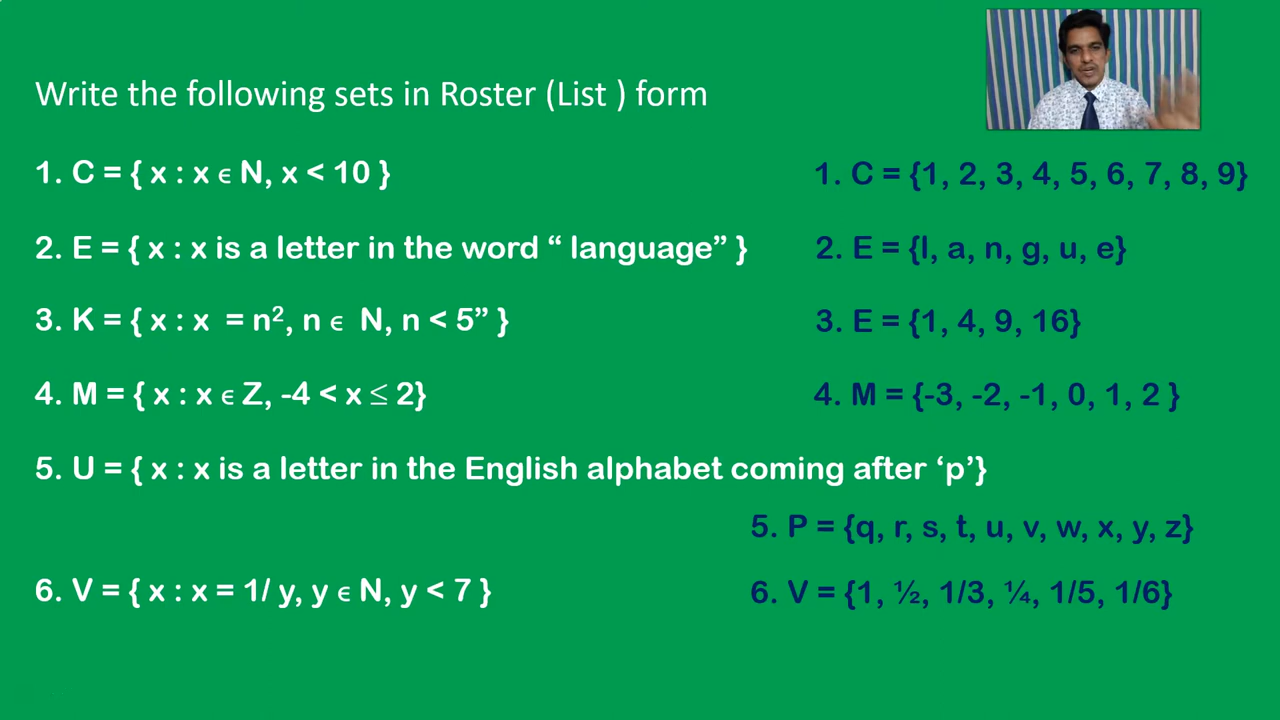 Write the following sets in Roster (List ) form
1. C = { x : x ϵ N, x < 10 }
1. C = {1, 2, 3, 4, 5, 6, 7, 8, 9}
2. E = { x : x is a letter in the word “ language” }
2. E = {l, a, n, g, u, e}
3. K = { x : x = n², n ϵ N, n < 5” }
3. E = {1, 4, 9, 16}
4. M = { x : x ϵ Z, -4 < x ≤ 2}
4. M = {-3, -2, -1, 0, 1, 2 }
5. U = { x : x is a letter in the English alphabet coming after ‘p’}
5. P = {q, r, s, t, u, v, w, x, y, z}
6. V = { x : x = 1/ y, y ϵ N, y < 7 }
6. V = {1, ½, 1/3, ¼, 1/5, 1/6}